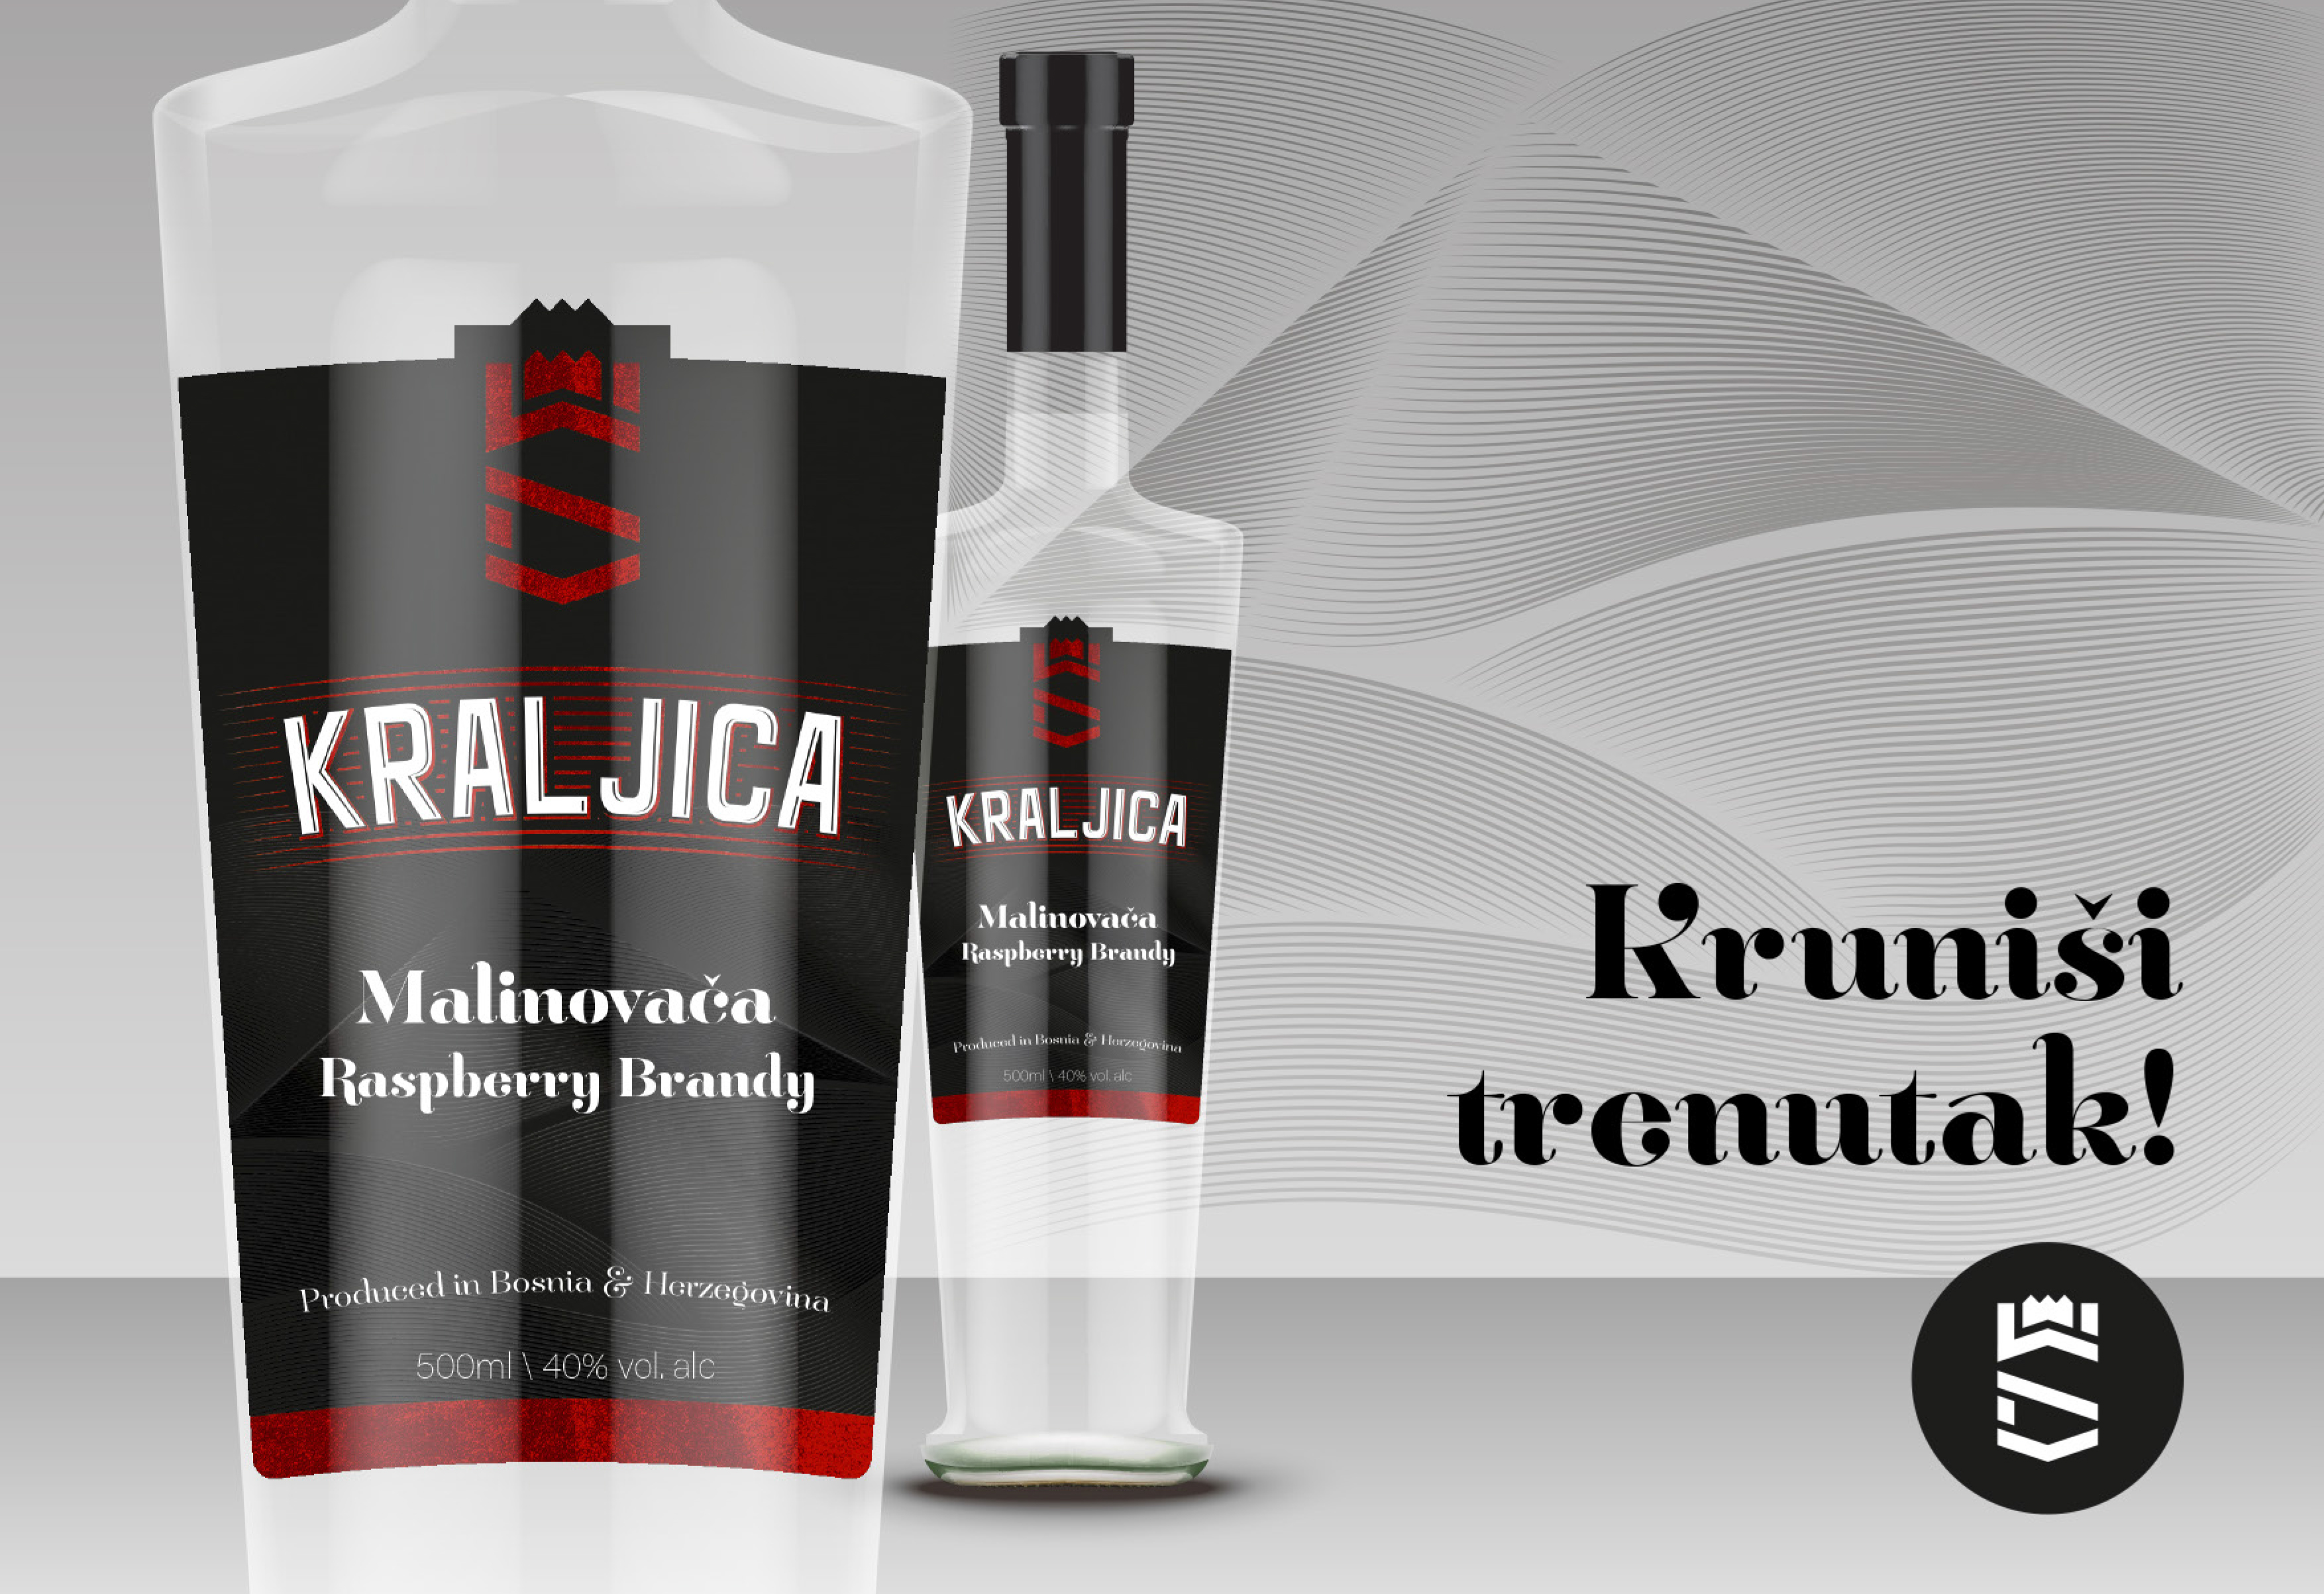 KRALJICA
Malinovača
Raspberry Brandy
Produced in Bosnia & Herzegovina
500ml \ 40% vol. alc
KRALJICA
Malinovača
Raspberry Brandy
Produced in Bosnia & Herzegovina
500ml \ 40% vol. alc
Kruniši
trenutak!